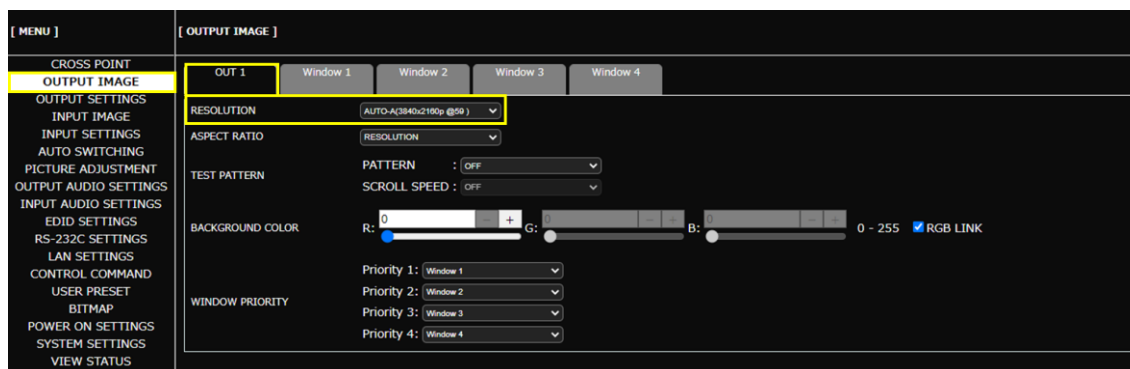 [ MENU ]
[ OUTPUT IMAGE ]
CROSS POINT
OUTPUT IMAGE
OUTPUT SETTINGS
INPUT IMAGE
INPUT SETTINGS
AUTO SWITCHING
PICTURE ADJUSTMENT
OUTPUT AUDIO SETTINGS
INPUT AUDIO SETTINGS
EDID SETTINGS
RS-232C SETTINGS
LAN SETTINGS
CONTROL COMMAND
USER PRESET
BITMAP
POWER ON SETTINGS
SYSTEM SETTINGS
VIEW STATUS
OUT 1 Window 1 Window 2 Window 3 Window 4
RESOLUTION AUTO-A(3840x2160p @59 )
ASPECT RATIO RESOLUTION
TEST PATTERN
PATTERN : OFF
SCROLL SPEED : OFF
BACKGROUND COLOR R: 0 - + G: 0 - + B: 0 - + 0 - 255 RGB LINK
WINDOW PRIORITY
Priority 1: Window 1
Priority 2: Window 2
Priority 3: Window 3
Priority 4: Window 4